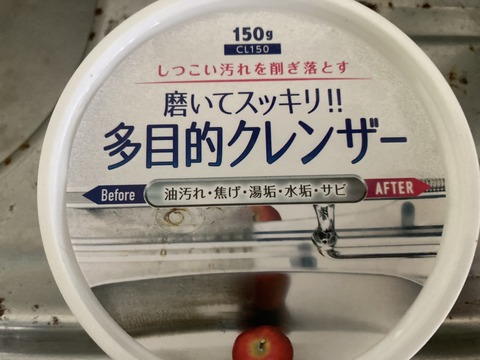 150g
CL150
しつこい汚れを削ぎ落とす
磨いてスッキリ!!
多目的クレンザー
Before 油汚れ・焦げ・湯垢・水垢・サビ AFTER